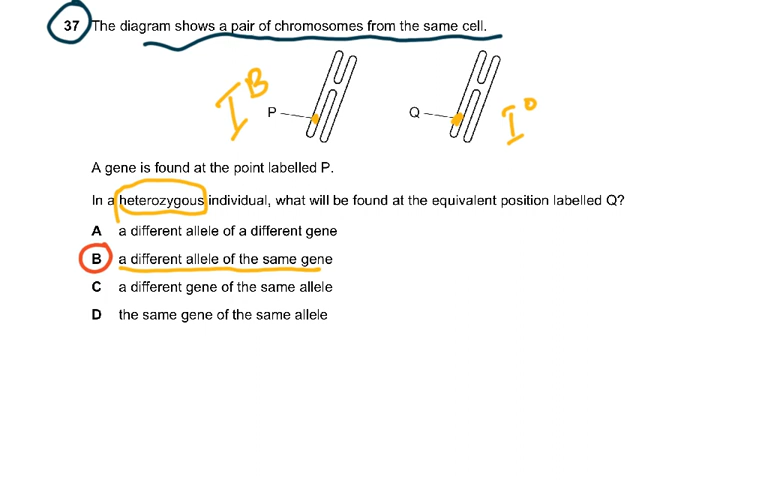 37 The diagram shows a pair of chromosomes from the same cell.
I^B P Q I^o
A gene is found at the point labelled P.
In a heterozygous individual, what will be found at the equivalent position labelled Q?
A a different allele of a different gene
B a different allele of the same gene
C a different gene of the same allele
D the same gene of the same allele